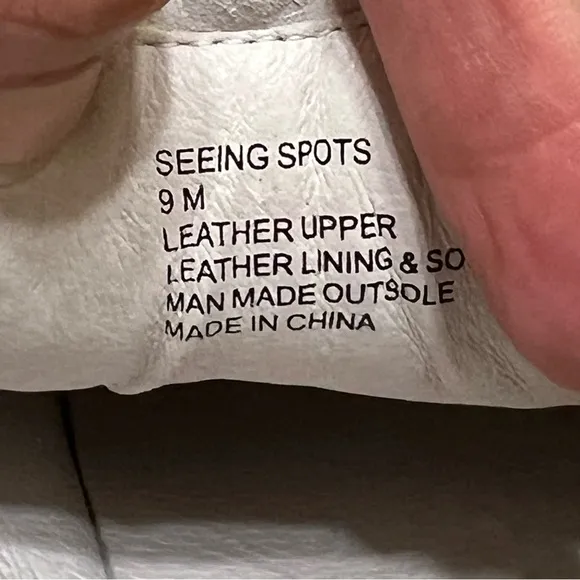 SEEING SPOTS
9 M
LEATHER UPPER
LEATHER LINING & SO
MAN MADE OUTSOLE
MADE IN CHINA